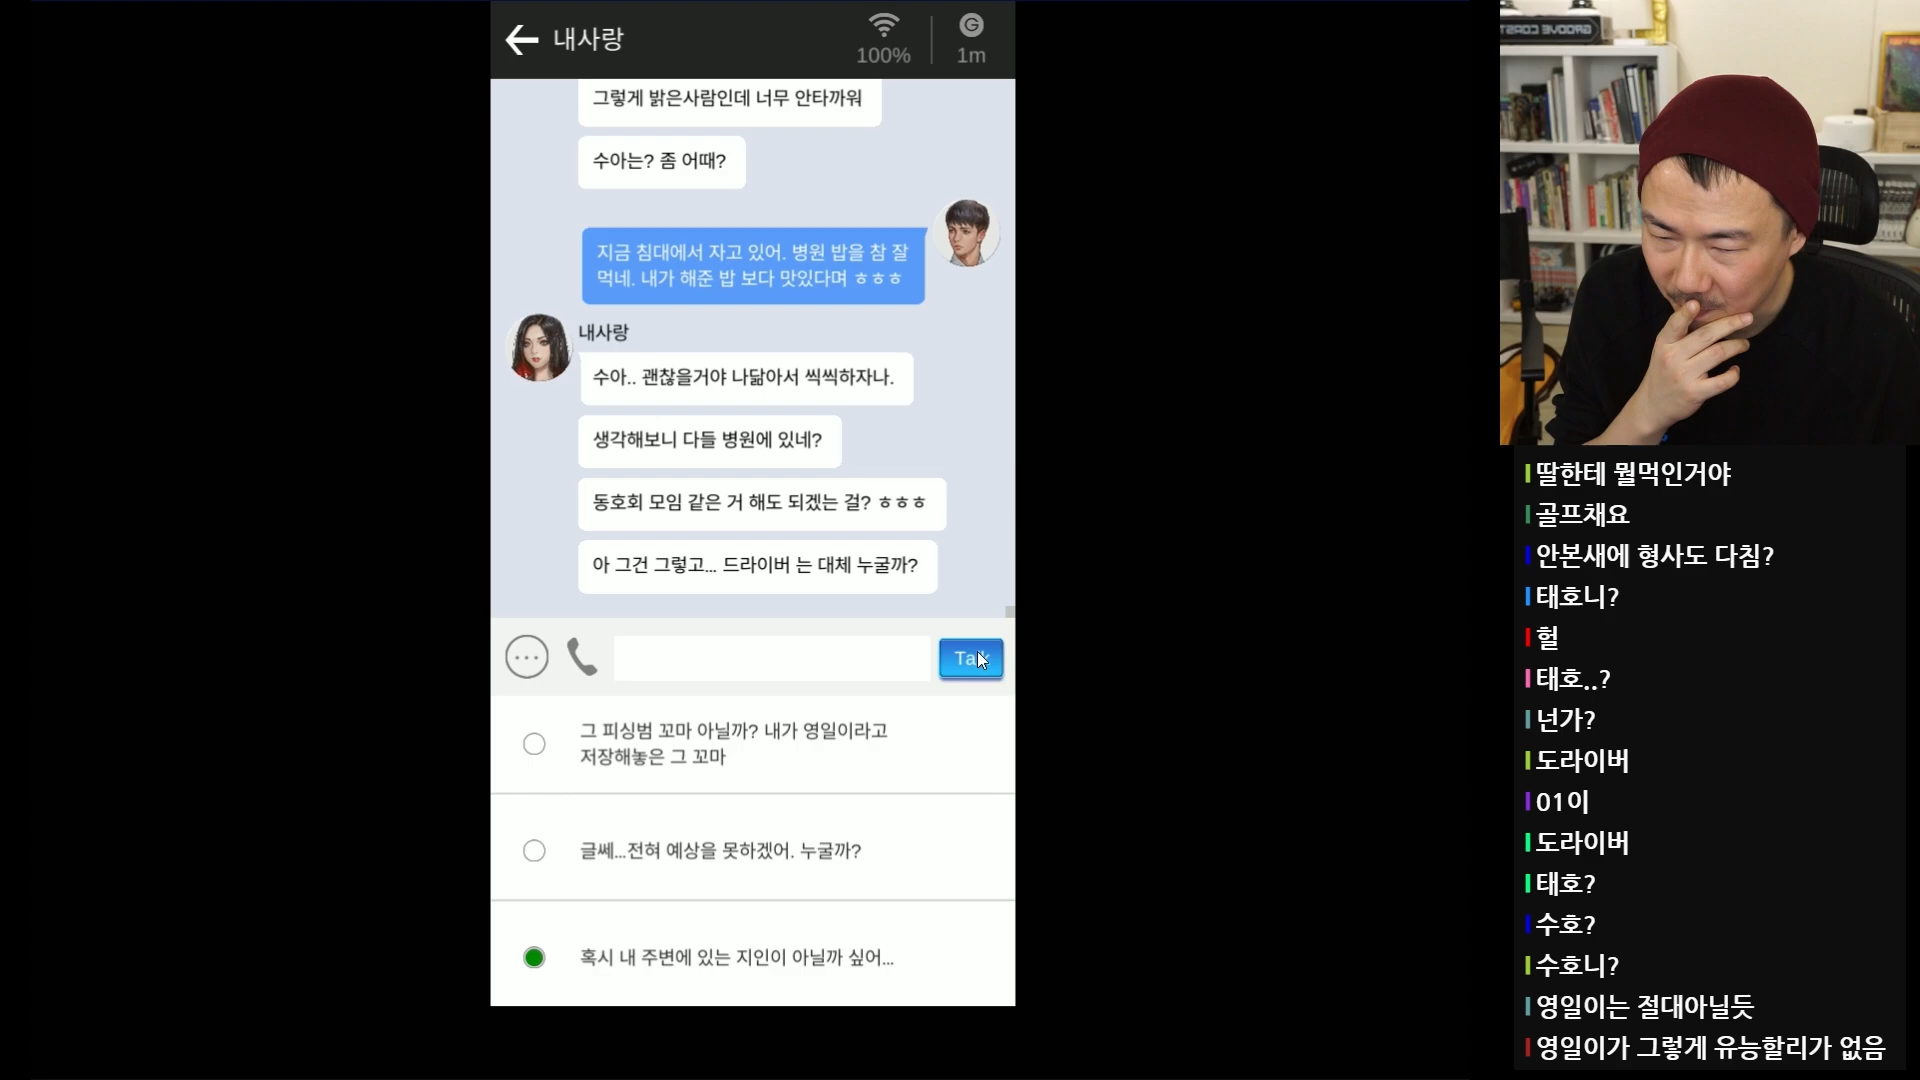 내사랑
100%
G
1m
그렇게 밝은사람인데 너무 안타까워
수아는? 좀 어때?
지금 침대에서 자고 있어. 병원 밥을 참 잘
먹네. 내가 해준 밥 보다 맛있다며 ㅎㅎㅎ
내사랑
수아.. 괜찮을거야 나닮아서 씩씩하자나.
생각해보니 다들 병원에 있네?
동호회 모임 같은 거 해도 되겠는 걸? ㅎㅎㅎ
아 그건 그렇고... 드라이버 는 대체 누굴까?
Talk
그 피싱범 꼬마 아닐까? 내가 영일이라고
저장해놓은 그 꼬마
글쎄...전혀 예상을 못하겠어. 누굴까?
혹시 내 주변에 있는 지인이 아닐까 싶어...
딸한테 뭘먹인거야
골프채요
안본새에 형사도 다침?
태호니?
헐
태호..?
넌가?
도라이버
01이
도라이버
태호?
수호?
수호니?
영일이는 절대아닐듯
영일이가 그렇게 유능할리가 없음